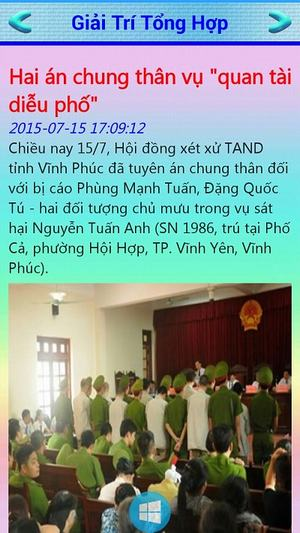 Giải Trí Tổng Hợp
Hai án chung thân vụ "quan tài
diễu phố"
2015-07-15 17:09:12
Chiều nay 15/7, Hội đồng xét xử TAND
tỉnh Vĩnh Phúc đã tuyên án chung thân đối
với bị cáo Phùng Mạnh Tuấn, Đặng Quốc
Tú - hai đối tượng chủ mưu trong vụ sát
hại Nguyễn Tuấn Anh (SN 1986, trú tại Phố
Cả, phường Hội Hợp, TP. Vĩnh Yên, Vĩnh
Phúc).